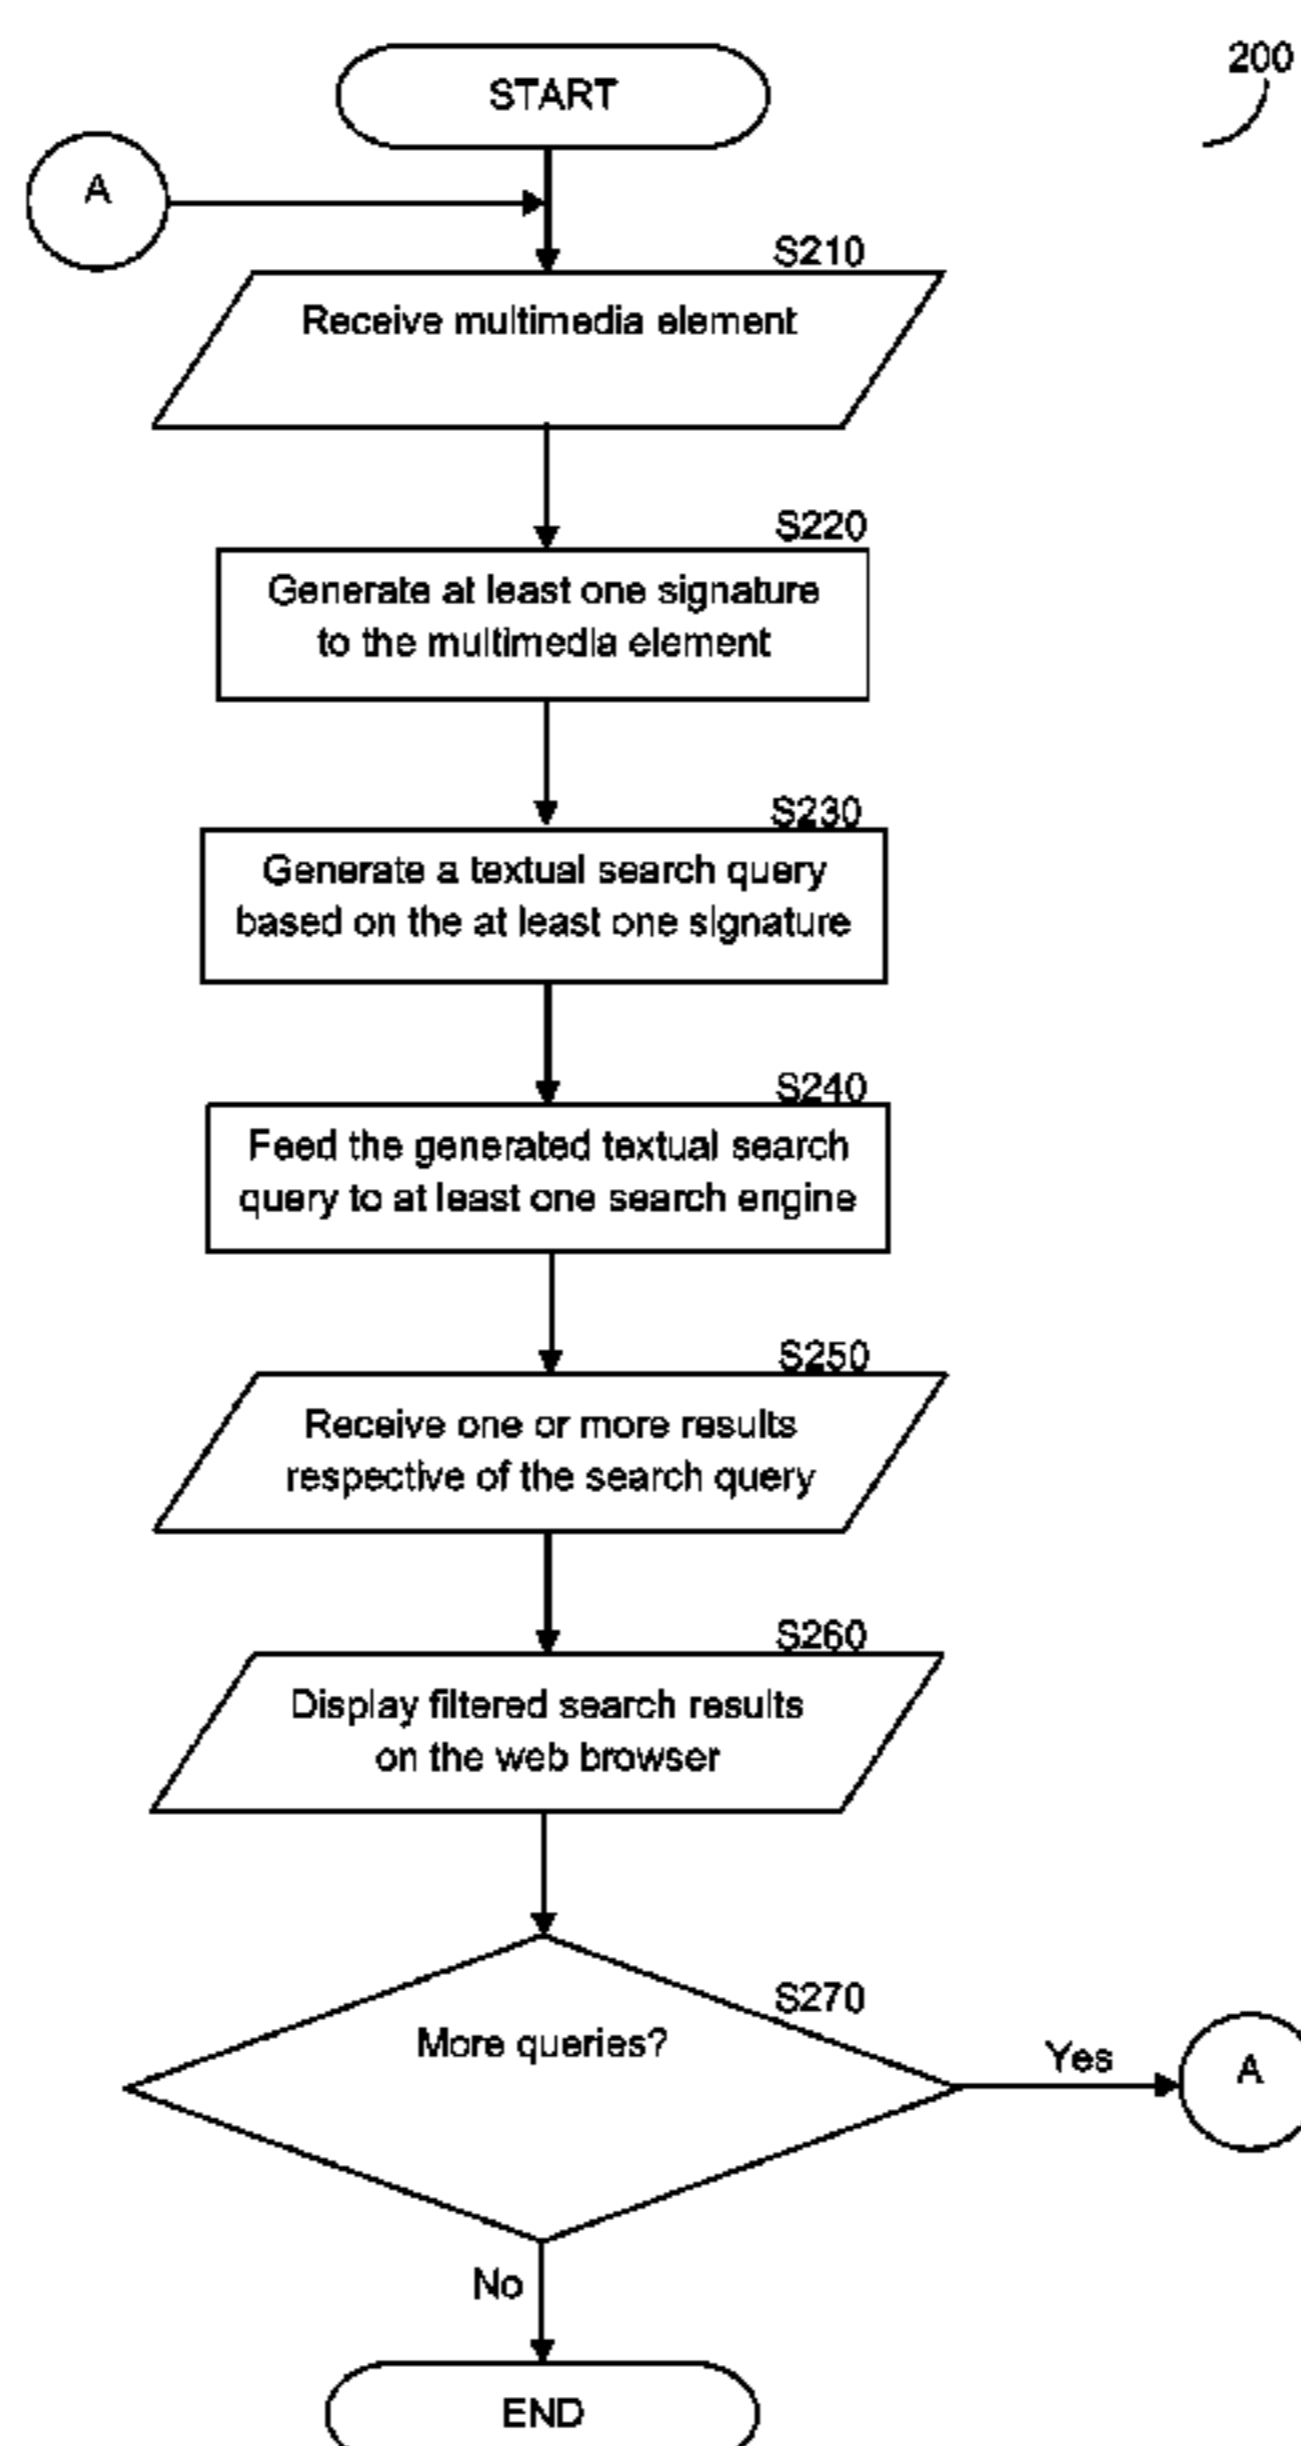 START
200
A
S210
Receive multimedia element
S220
Generate at least one signature
to the multimedia element
S230
Generate a textual search query
based on the at least one signature
S240
Feed the generated textual search
query to at least one search engine
S250
Receive one or more results
respective of the search query
S260
Display filtered search results
on the web browser
S270
More queries?
Yes
A
No
END